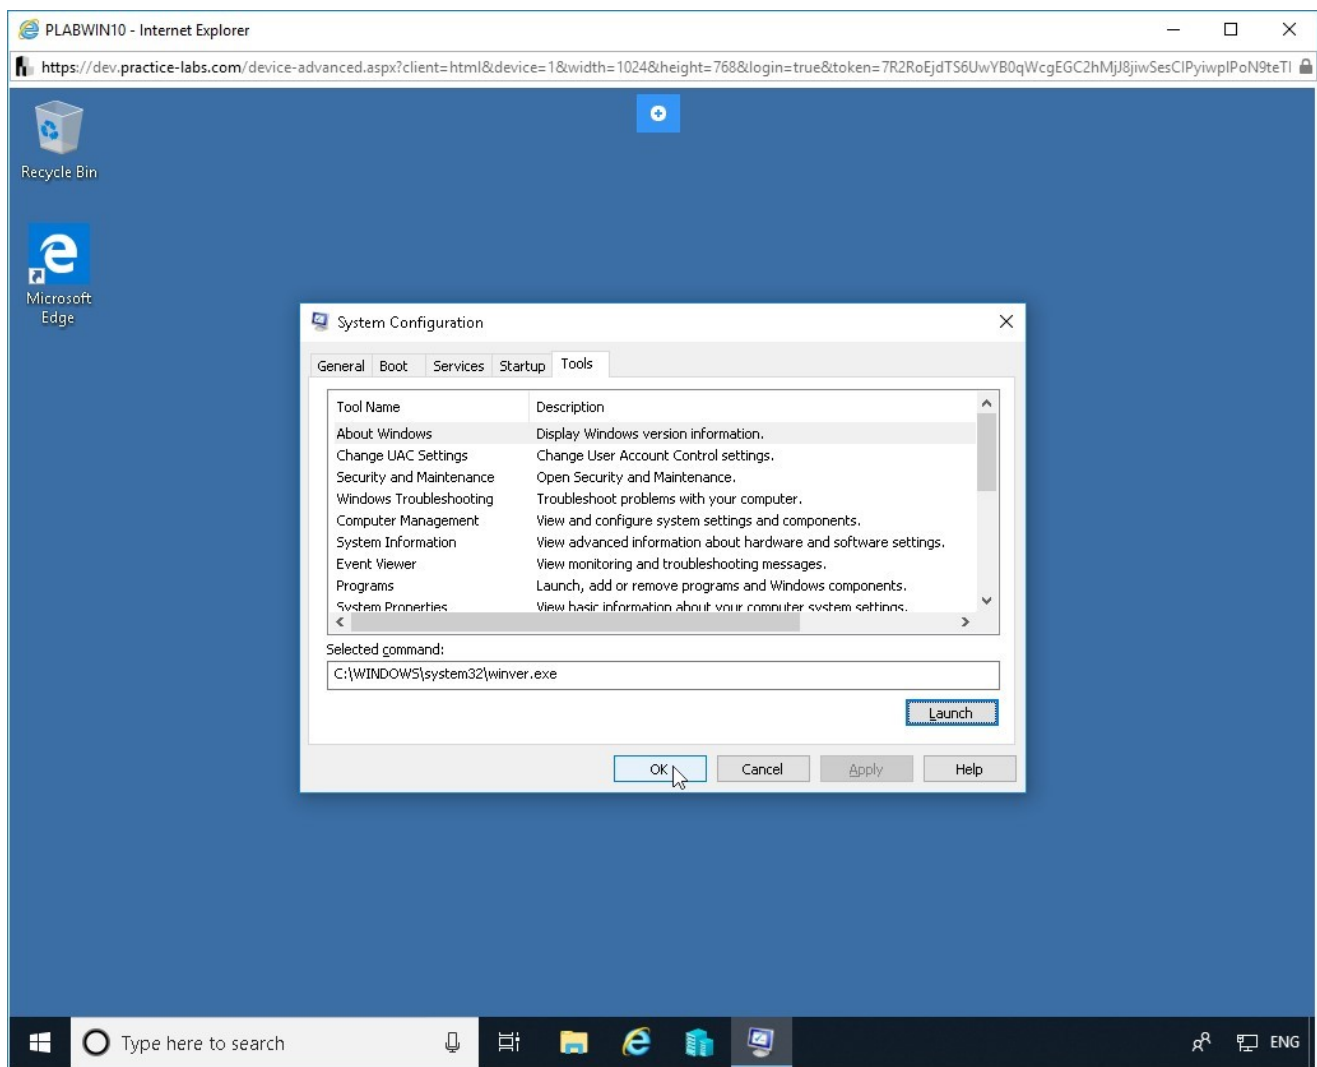 PLABWIN10 - Internet Explorer
https://dev.practice-labs.com/device-advanced.aspx?client=html&device=1&width=1024&height=768&login=true&token=7R2RoEjdTS6UwYB0qWcgEGC2hMjJ8jiwSesCIPyiwpIPoN9teTI
Recycle Bin
Microsoft
Edge
System Configuration
General Boot Services Startup Tools
Tool Name Description
About Windows Display Windows version information.
Change UAC Settings Change User Account Control settings.
Security and Maintenance Open Security and Maintenance.
Windows Troubleshooting Troubleshoot problems with your computer.
Computer Management View and configure system settings and components.
System Information View advanced information about hardware and software settings.
Event Viewer View monitoring and troubleshooting messages.
Programs Launch, add or remove programs and Windows components.
System Properties View basic information about your computer system settings.
Selected command:
C:\WINDOWS\system32\winver.exe
Launch
OK Cancel Apply Help
Type here to search ENG